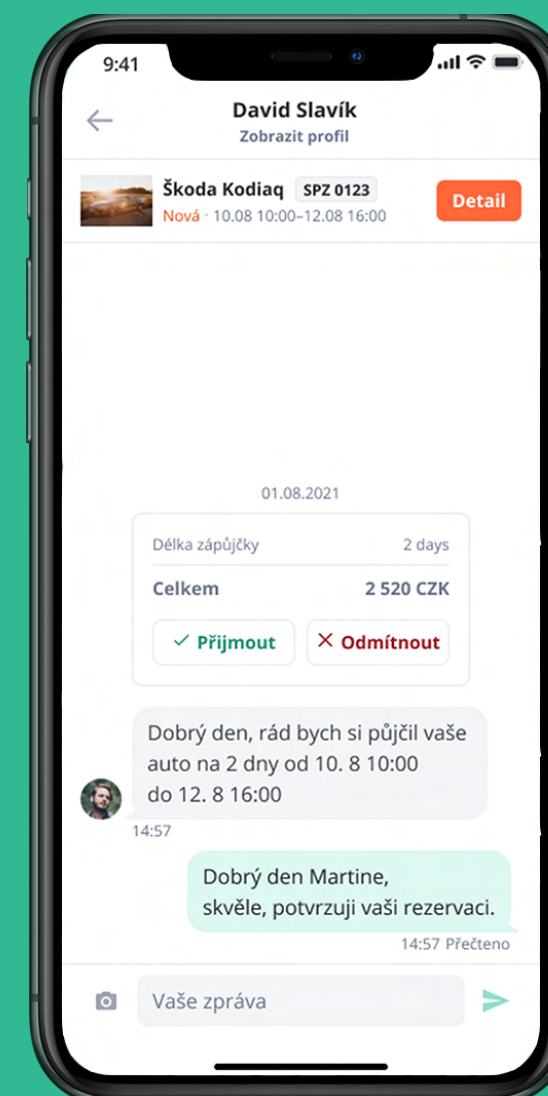 9:41
David Slavík
Zobrazit profil
Škoda Kodiaq SPZ 0123
Nová · 10.08 10:00–12.08 16:00
Detail
01.08.2021
Délka zápůjčky 2 days
Celkem 2 520 CZK
Přijmout Odmítnout
Dobrý den, rád bych si půjčil vaše
auto na 2 dny od 10. 8 10:00
do 12. 8 16:00
14:57
Dobrý den Martine,
skvěle, potvrzuji vaši rezervaci.
14:57 Přečteno
Vaše zpráva